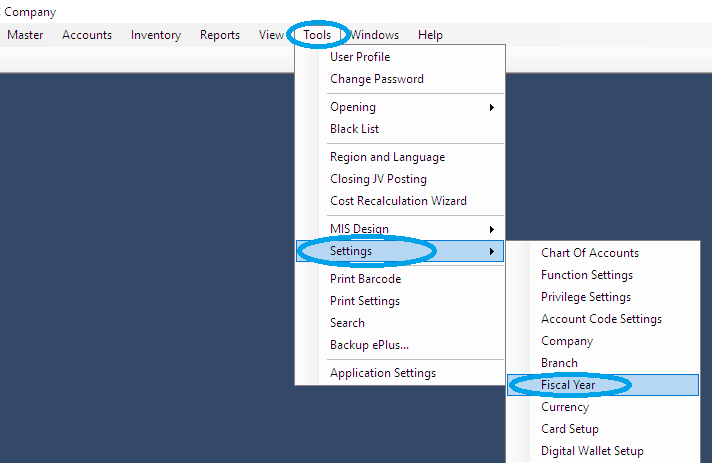 Company
Master Accounts Inventory Reports View Tools Windows Help
User Profile
Change Password
Opening
Black List
Region and Language
Closing JV Posting
Cost Recalculation Wizard
MIS Design
Settings
Print Barcode
Print Settings
Search
Backup ePlus...
Application Settings
Chart Of Accounts
Function Settings
Privilege Settings
Account Code Settings
Company
Branch
Fiscal Year
Currency
Card Setup
Digital Wallet Setup